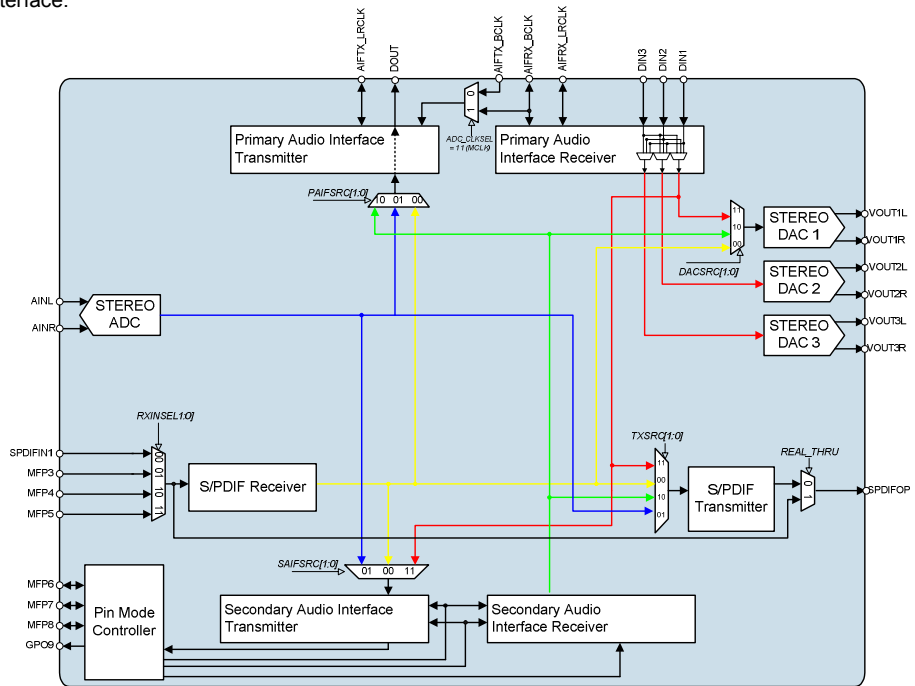 terface.
AIFTX_LRCLK
DOUT
AIFTX_BCLK
AIFRX_BCLK
AIFRX_LRCLK
DIN3
DIN2
DIN1
1 0
ADC_CLKSEL
= 11 (MCLK)
Primary Audio Interface
Transmitter
Primary Audio
Interface Receiver
PAIFSRC[1:0]
10 01 00
11
10
00
DACSRC[1:0]
STEREO
DAC 1
VOUT1L
VOUT1R
STEREO
DAC 2
VOUT2L
VOUT2R
STEREO
DAC 3
VOUT3L
VOUT3R
AINL
AINR
STEREO
ADC
RXINSEL1:0]
SPDIFIN1
MFP3
MFP4
MFP5
00 01 10 11
S/PDIF Receiver
TXSRC[1:0]
11
00
10
01
S/PDIF
Transmitter
REAL_THRU
0
1
SPDIFOP
SAIFSRC[1:0]
01 00 11
MFP6
MFP7
MFP8
GPO9
Pin Mode
Controller
Secondary Audio Interface
Transmitter
Secondary Audio
Interface Receiver